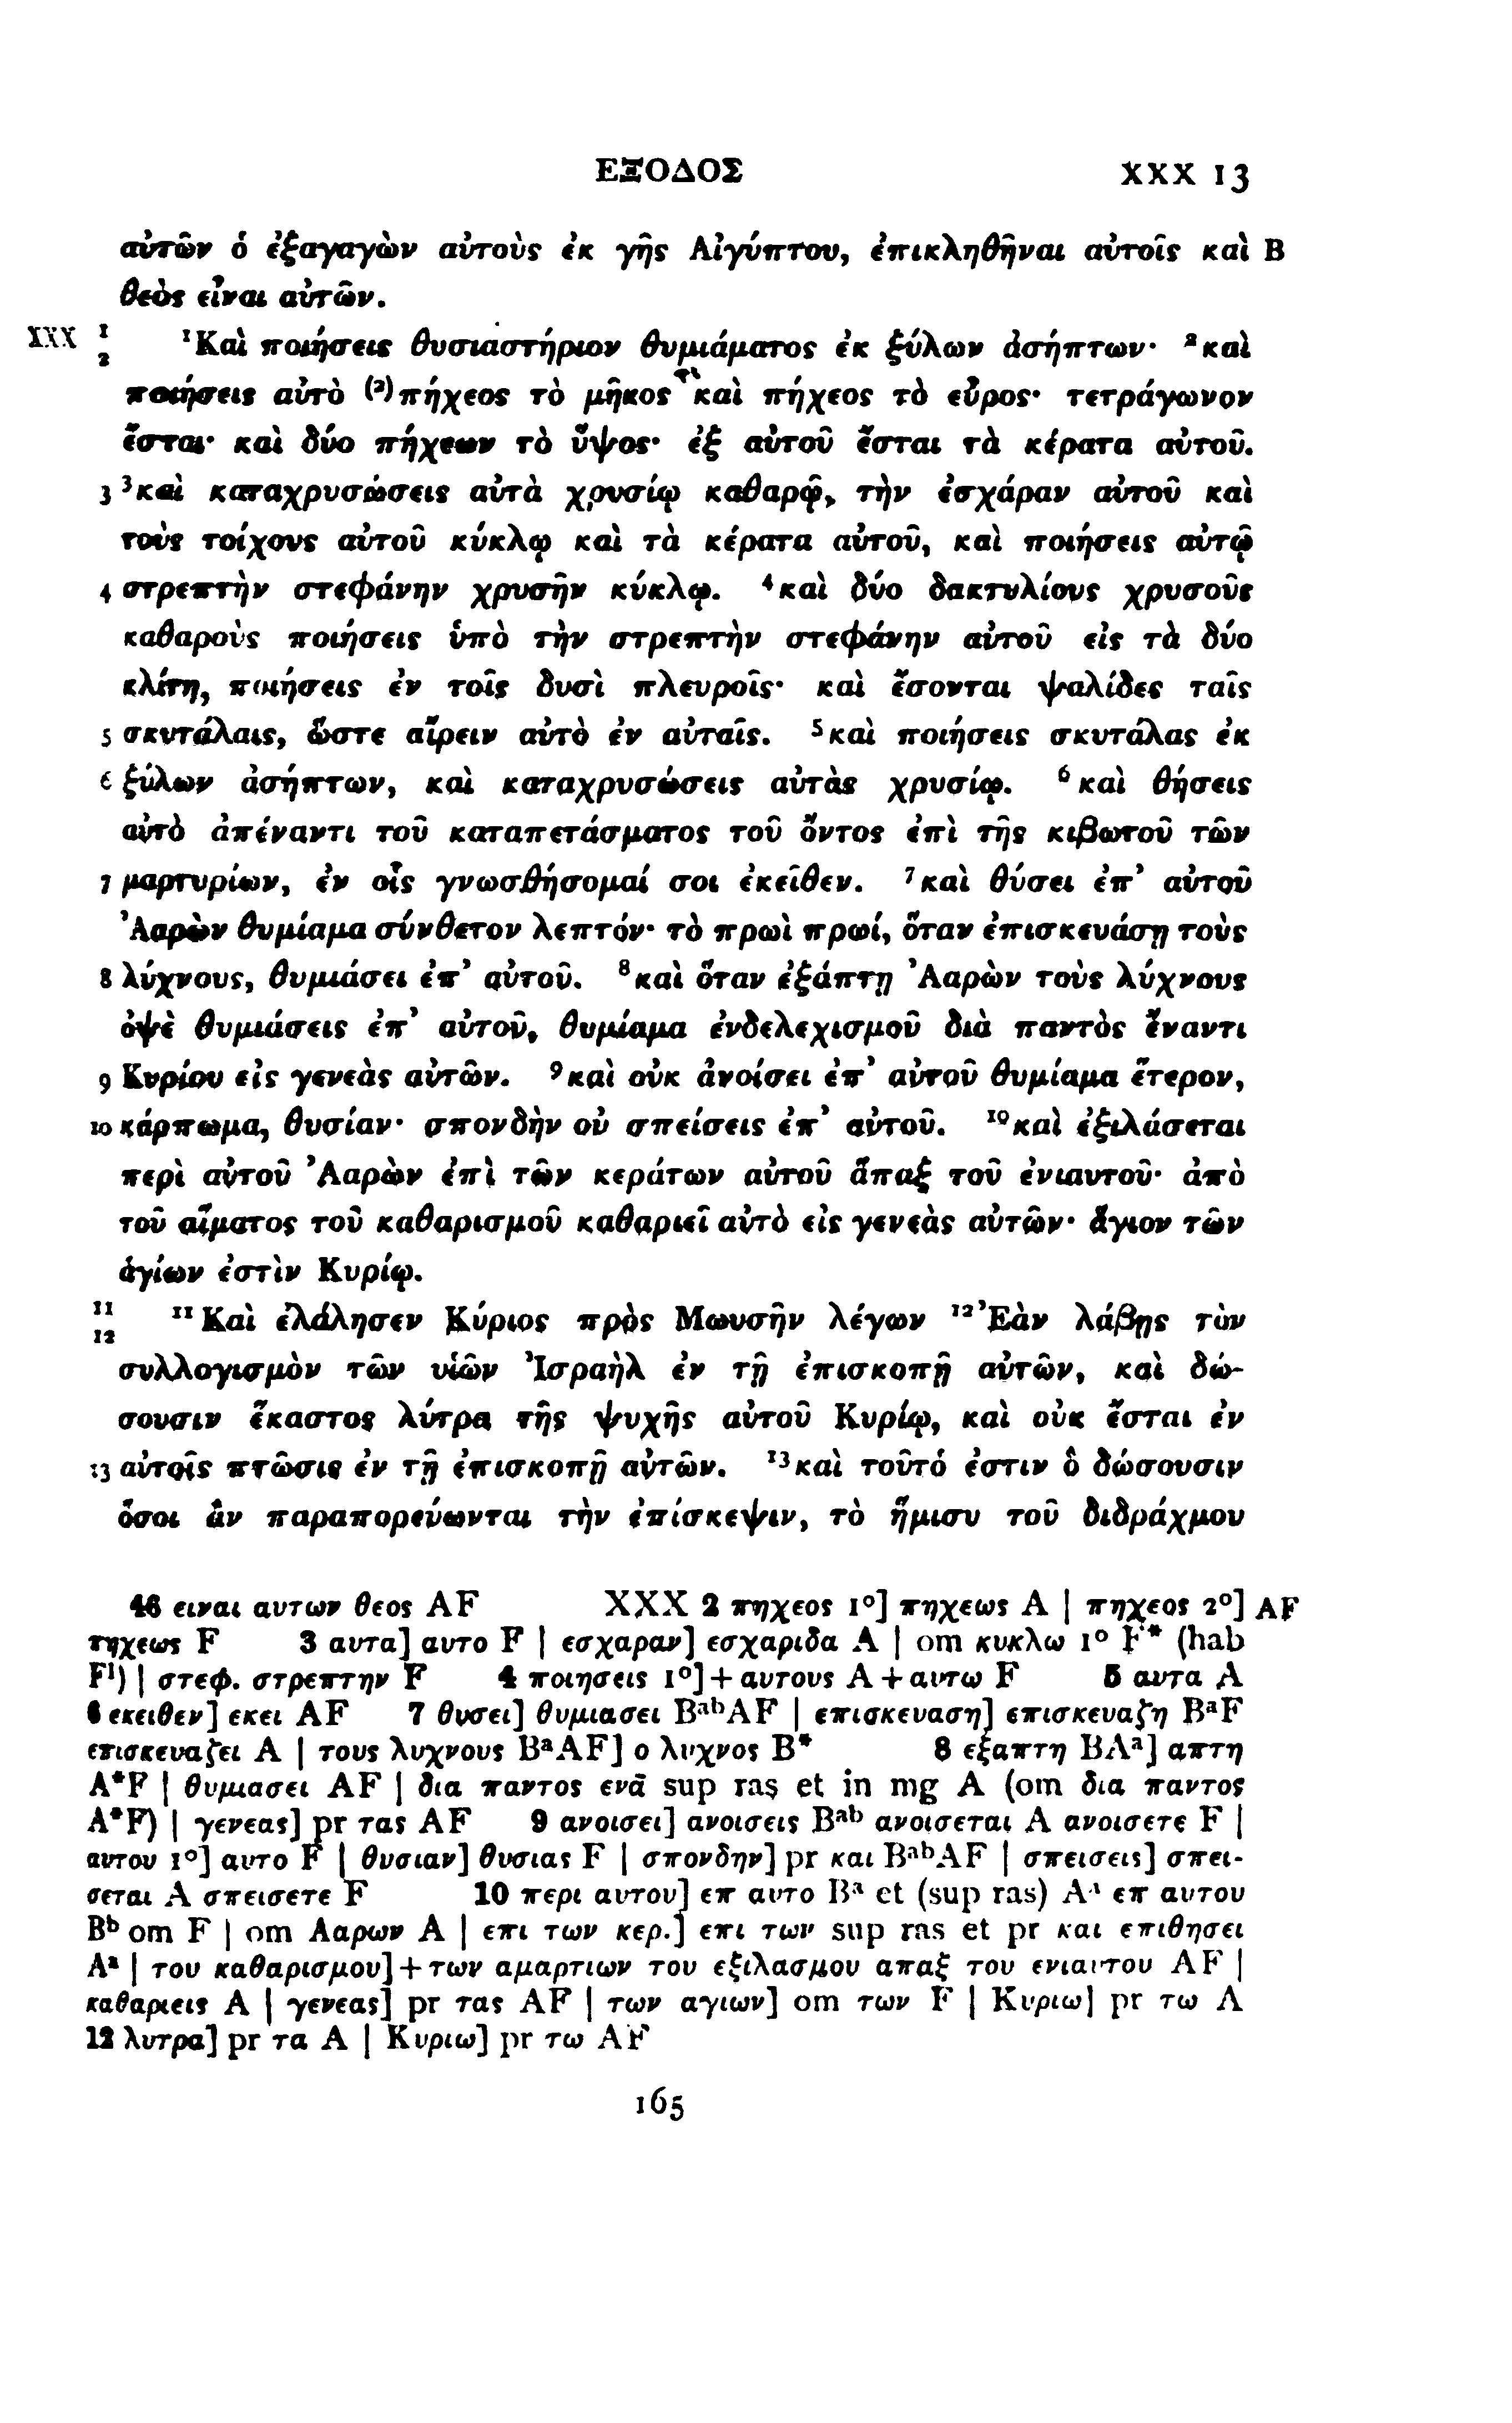 ΕΞΟΔΟΣ XXX 13
αὐτῶν ὁ ἐξαγαγὼν αὐτοὺς ἐκ γῆς Αἰγύπτου, ἐπικληθῆναι αὐτοῖς καὶ B
θεὸς εἶναι αὐτῶν.
XXX 1 ¹Καὶ ποιήσεις θυσιαστήριον θυμιάματος ἐκ ξύλων ἀσήπτων· ²καὶ
2 ποιήσεις αὐτὸ ⁽²⁾πήχεος τὸ μῆκος καὶ πήχεος τὸ εὖρος· τετράγωνον
ἔσται· καὶ δύο πήχεων τὸ ὕψος· ἐξ αὐτοῦ ἔσται τὰ κέρατα αὐτοῦ.
3 ³καὶ καταχρυσώσεις αὐτὰ χρυσίῳ καθαρῷ, τὴν ἐσχάραν αὐτοῦ καὶ
τοὺς τοίχους αὐτοῦ κύκλῳ καὶ τὰ κέρατα αὐτοῦ, καὶ ποιήσεις αὐτῷ
4 στρεπτὴν στεφάνην χρυσῆν κύκλῳ. ⁴καὶ δύο δακτυλίους χρυσοῦς
καθαροὺς ποιήσεις ὑπὸ τὴν στρεπτὴν στεφάνην αὐτοῦ εἰς τὰ δύο
κλίτη, ποιήσεις ἐν τοῖς δυσὶ πλευροῖς· καὶ ἔσονται ψαλίδες ταῖς
5 σκυτάλαις, ὥστε αἴρειν αὐτὸ ἐν αὐταῖς. ⁵καὶ ποιήσεις σκυτάλας ἐκ
6 ξύλων ἀσήπτων, καὶ καταχρυσώσεις αὐτὰς χρυσίῳ. ⁶καὶ θήσεις
αὐτὸ ἀπέναντι τοῦ καταπετάσματος τοῦ ὄντος ἐπὶ τῆς κιβωτοῦ τῶν
7 μαρτυρίων, ἐν οἷς γνωσθήσομαί σοι ἐκεῖθεν. ⁷καὶ θύσει ἐπ᾽ αὐτοῦ
Ἀαρὼν θυμίαμα σύνθετον λεπτόν· τὸ πρωὶ πρωί, ὅταν ἐπισκευάσῃ τοὺς
8 λύχνους, θυμιάσει ἐπ᾽ αὐτοῦ. ⁸καὶ ὅταν ἐξάπτῃ Ἀαρὼν τοὺς λύχνους
ὀψὲ θυμιάσεις ἐπ᾽ αὐτοῦ, θυμίαμα ἐνδελεχισμοῦ διὰ παντὸς ἔναντι
9 Κυρίου εἰς γενεὰς αὐτῶν. ⁹καὶ οὐκ ἀνοίσει ἐπ᾽ αὐτοῦ θυμίαμα ἕτερον,
10 κάρπωμα, θυσίαν· σπονδὴν οὐ σπείσεις ἐπ᾽ αὐτοῦ. ¹⁰καὶ ἐξιλάσεται
περὶ αὐτοῦ Ἀαρὼν ἐπὶ τῶν κεράτων αὐτοῦ ἅπαξ τοῦ ἐνιαυτοῦ· ἀπὸ
τοῦ αἵματος τοῦ καθαρισμοῦ καθαριεῖ αὐτὸ εἰς γενεὰς αὐτῶν· ἅγιον τῶν
ἁγίων ἐστὶν Κυρίῳ.
11 ¹¹Καὶ ἐλάλησεν Κύριος πρὸς Μωυσῆν λέγων ¹²Ἐὰν λάβῃς τὸν
12 συλλογισμὸν τῶν υἱῶν Ἰσραὴλ ἐν τῇ ἐπισκοπῇ αὐτῶν, καὶ δώ-
σουσιν ἕκαστος λύτρα τῆς ψυχῆς αὐτοῦ Κυρίῳ, καὶ οὐκ ἔσται ἐν
13 αὐτοῖς πτῶσις ἐν τῇ ἐπισκοπῇ αὐτῶν. ¹³καὶ τοῦτό ἐστιν ὃ δώσουσιν
ὅσοι ἂν παραπορεύωνται τὴν ἐπίσκεψιν, τὸ ἥμισυ τοῦ διδράχμου
46 ειναι αυτων θεος AF XXX 2 πηχεος 1º] πηχεως A | πηχεος 2º] AF
πηχεως F 3 αυτα] αυτο F | εσχαραν] εσχαριδα A | om κυκλω 1º F* (hab
F¹) | στεφ. στρεπτην F 4 ποιησεις 1º]+αυτους A +αυτω F 5 αυτα A
6 εκειθεν] εκει AF 7 θυσει] θυμιασει BᵃᵇAF | επισκευαση] επισκευαζη BᵃF
επισκευαζει A | τους λυχνους BᵃAF] ο λυχνος B* 8 εξαπτη BAᵃ] απτη
A*F | θυμιασει AF | δια παντος ενᾱ sup ras et in mg A (om δια παντος
A*F) | γενεας] pr τας AF 9 ανοισει] ανοισεις Bᵃᵇ ανοισεται A ανοισετε F |
αυτου 1º] αυτο F | θυσιαν] θυσιας F | σπονδην] pr και BᵃᵇAF | σπεισεις] σπει-
σεται A σπεισετε F 10 περι αυτου] επ αυτο Bᵃ et (sup ras) Aᵃ επ αυτου
Bᵇ om F | om Ααρων A | επι των κερ.] επι των sup ras et pr και επιθησει
Aᵃ | του καθαρισμου]+των αμαρτιων του εξιλασμου απαξ του ενιαυτου AF |
καθαριεις A | γενεας] pr τας AF | των αγιων] om των F | Κυριω] pr τω A
12 λυτρα] pr τα A | Κυριω] pr τω AF
165